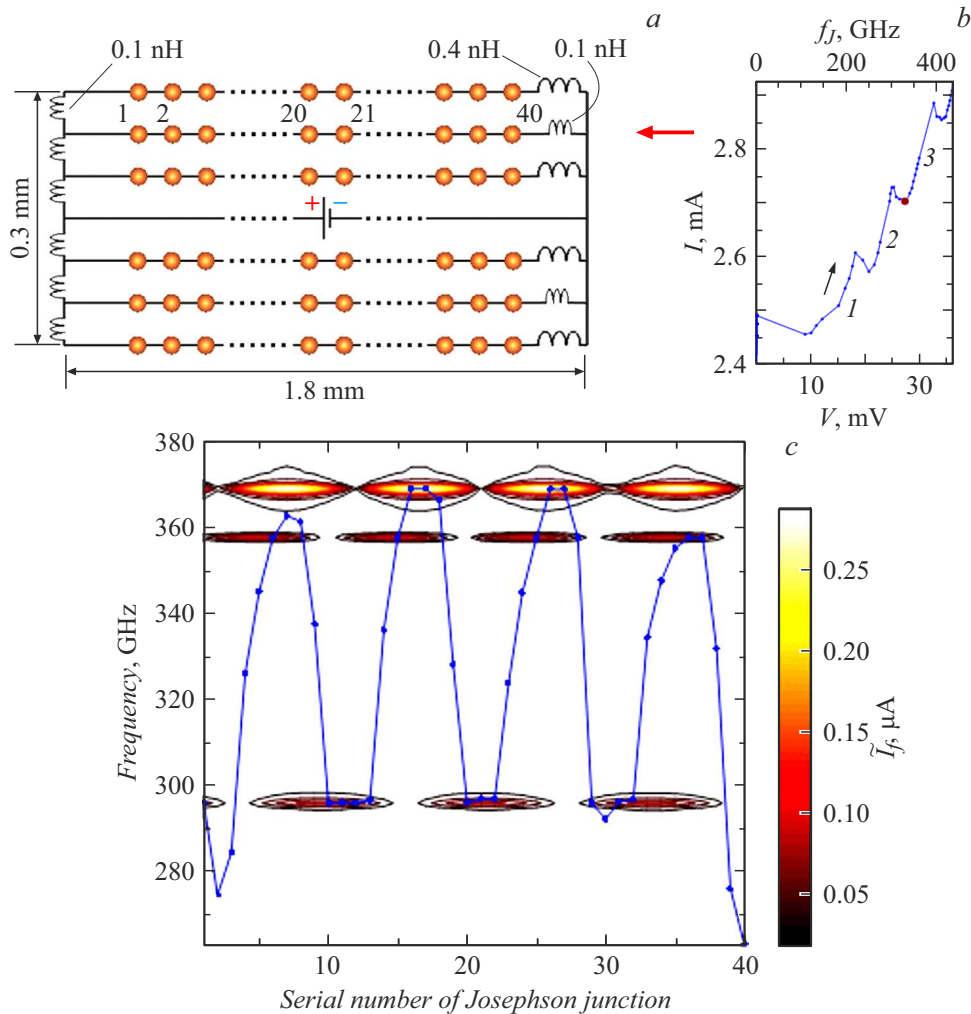 a
0.1 nH
0.4 nH
0.1 nH
1 2 20 21 40
+ −
0.3 mm
1.8 mm
b
f_J, GHz
0 200 400
2.8
2.6
2.4
I, mA
1
2
3
10 30
V, mV
c
380
360
340
320
300
280
Frequency, GHz
10 20 30 40
Serial number of Josephson junction
0.25
0.20
0.15
0.10
0.05
Ĩ_f, μA